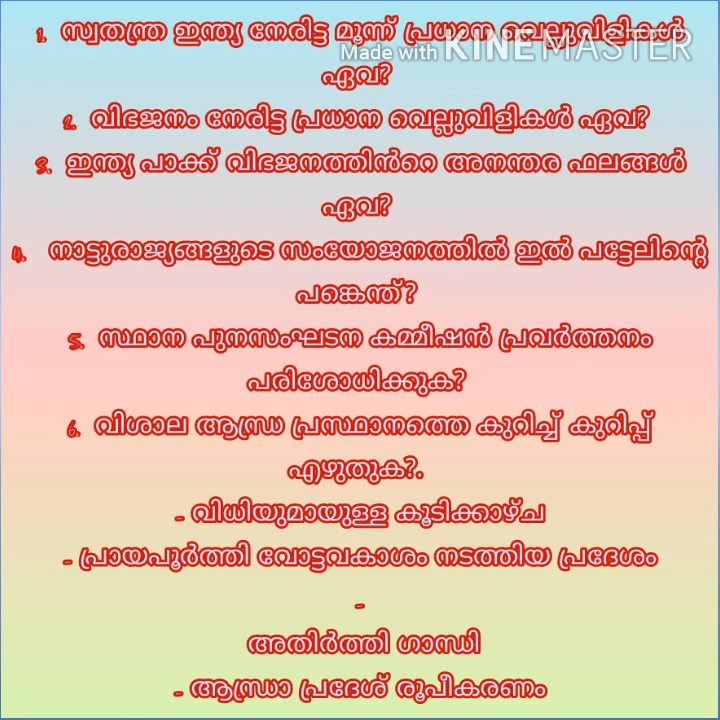 1. സ്വതന്ത്ര ഇന്ത്യ നേരിട്ട മൂന്ന് പ്രധാന വെല്ലുവിളികൾ
Made with KINEMASTER
ഏവ?
2. വിഭജനം നേരിട്ട പ്രധാന വെല്ലുവിളികൾ ഏവ?
3. ഇന്ത്യ പാക്ക് വിഭജനത്തിൻറെ അനന്തര ഫലങ്ങൾ
ഏവ?
4. നാട്ടുരാജ്യങ്ങളുടെ സംയോജനത്തിൽ ഇൽ പട്ടേലിന്റെ
പങ്കെന്ത്?
5. സ്ഥാന പുനസംഘടന കമ്മീഷൻ പ്രവർത്തനം
പരിശോധിക്കുക?
6. വിശാല ആന്ധ്ര പ്രസ്ഥാനത്തെ കുറിച്ച് കുറിപ്പ്
എഴുതുക?.
- വിധിയുമായുള്ള കൂടിക്കാഴ്ച
- പ്രായപൂർത്തി വോട്ടവകാശം നടത്തിയ പ്രദേശം
-
അതിർത്തി ഗാന്ധി
- ആന്ധ്രാ പ്രദേശ് രൂപീകരണം